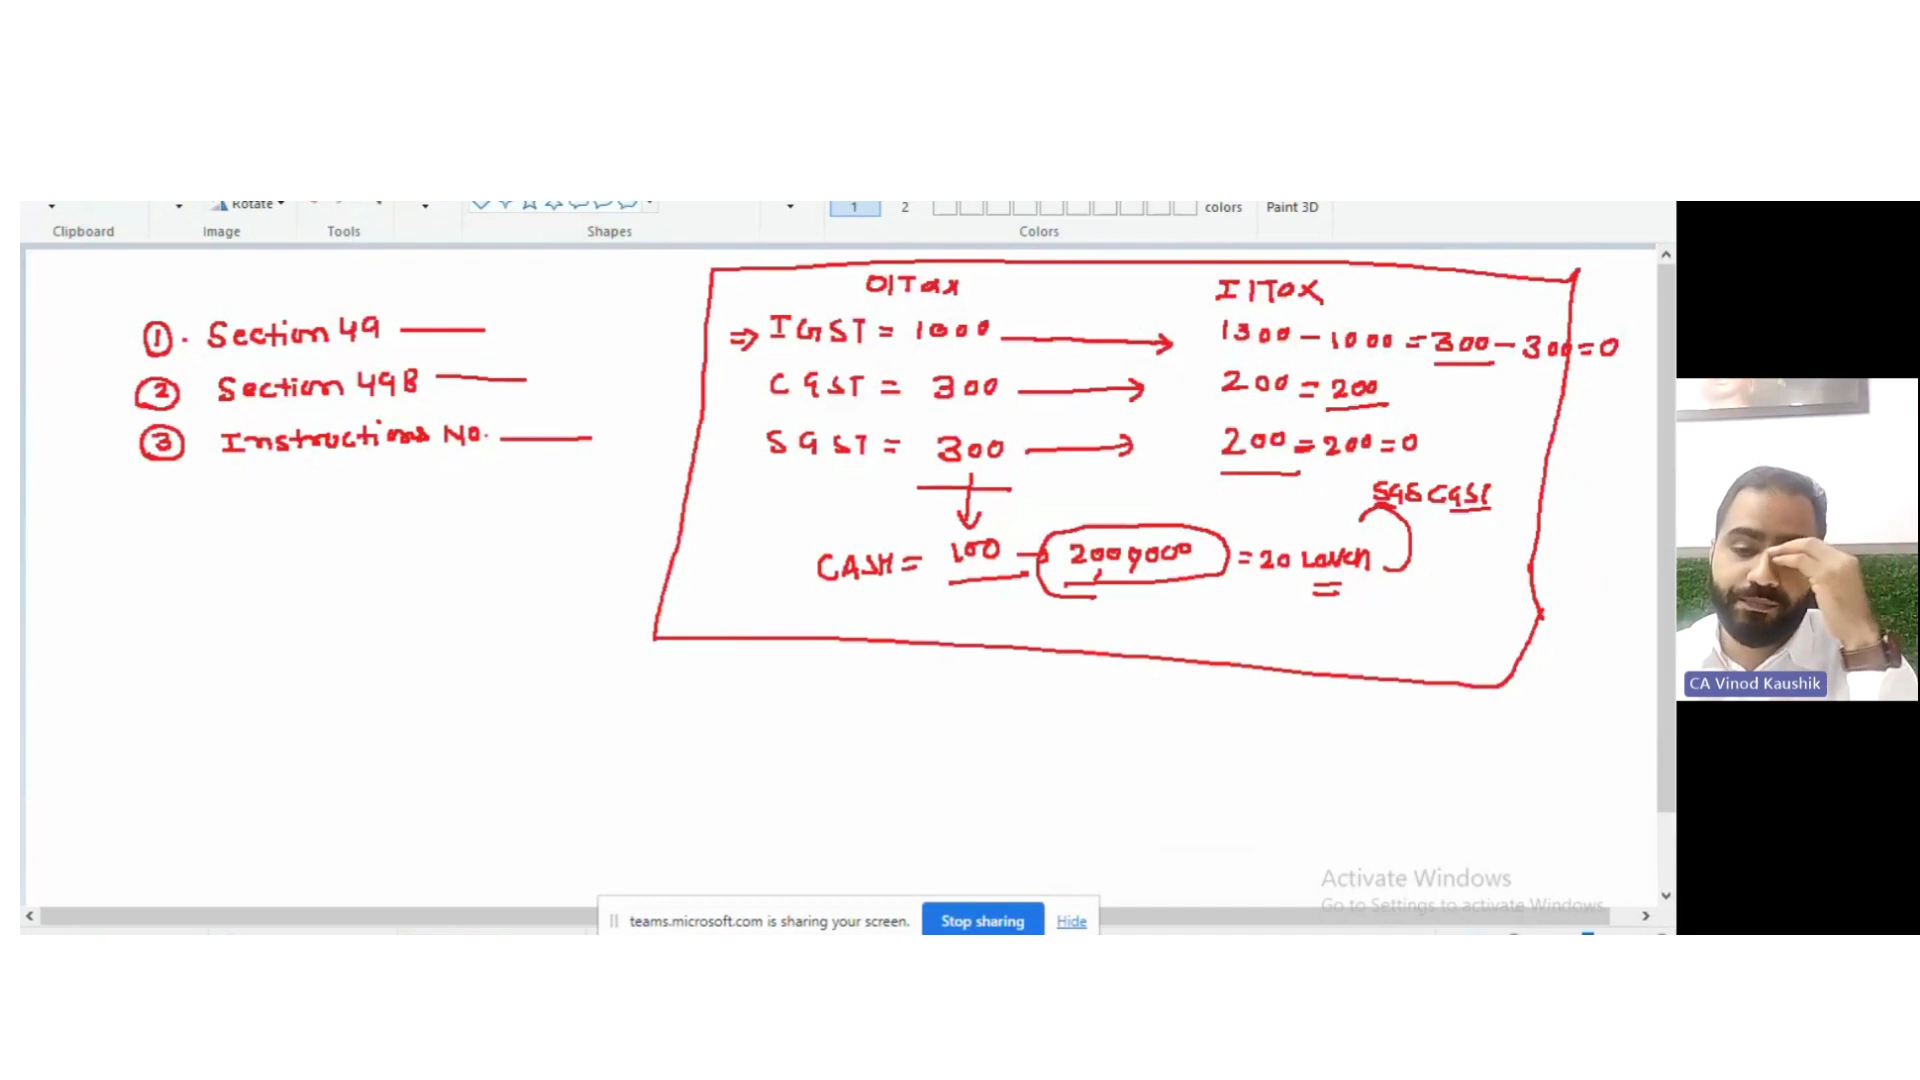 Rotate
1
2
colors
Paint 3D
Clipboard
Image
Tools
Shapes
Colors
1. Section 49
2 Section 49B
3 Instructions No.
O/Tax
I/Tax
IGST = 1000
1300 - 1000 = 300 - 300 = 0
CGST = 300
200 = 200
SGST = 300
200 = 200 = 0
CGST
CASH = 100
= 20
CA Vinod Kaushik
Activate Windows
Go to Settings to activate Windows.
teams.microsoft.com is sharing your screen.
Stop sharing
Hide